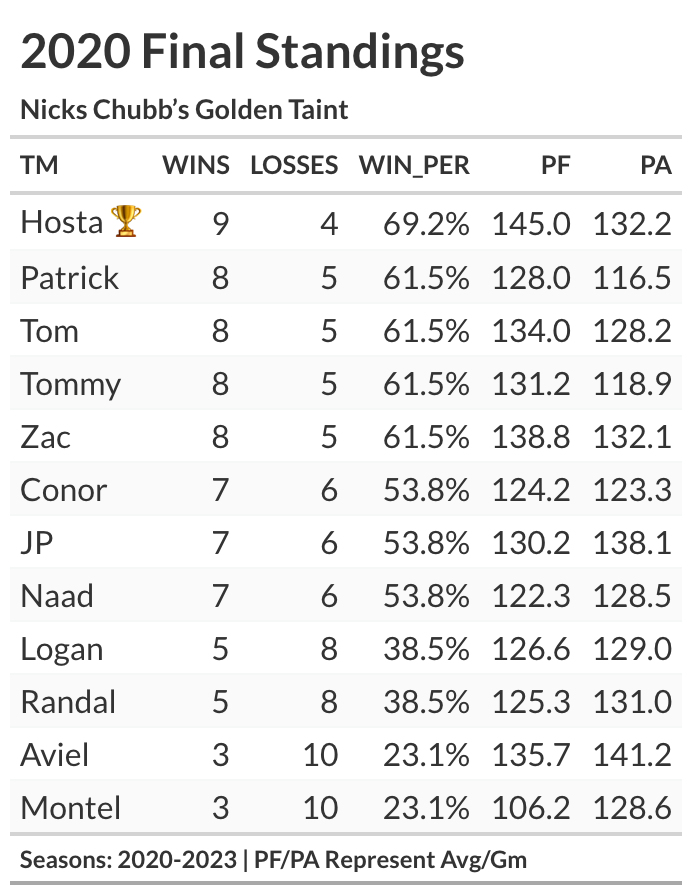 2020 Final Standings
Nicks Chubb’s Golden Taint
TM WINS LOSSES WIN_PER PF PA
Hosta 🏆 9 4 69.2% 145.0 132.2
Patrick 8 5 61.5% 128.0 116.5
Tom 8 5 61.5% 134.0 128.2
Tommy 8 5 61.5% 131.2 118.9
Zac 8 5 61.5% 138.8 132.1
Conor 7 6 53.8% 124.2 123.3
JP 7 6 53.8% 130.2 138.1
Naad 7 6 53.8% 122.3 128.5
Logan 5 8 38.5% 126.6 129.0
Randal 5 8 38.5% 125.3 131.0
Aviel 3 10 23.1% 135.7 141.2
Montel 3 10 23.1% 106.2 128.6
Seasons: 2020-2023 | PF/PA Represent Avg/Gm